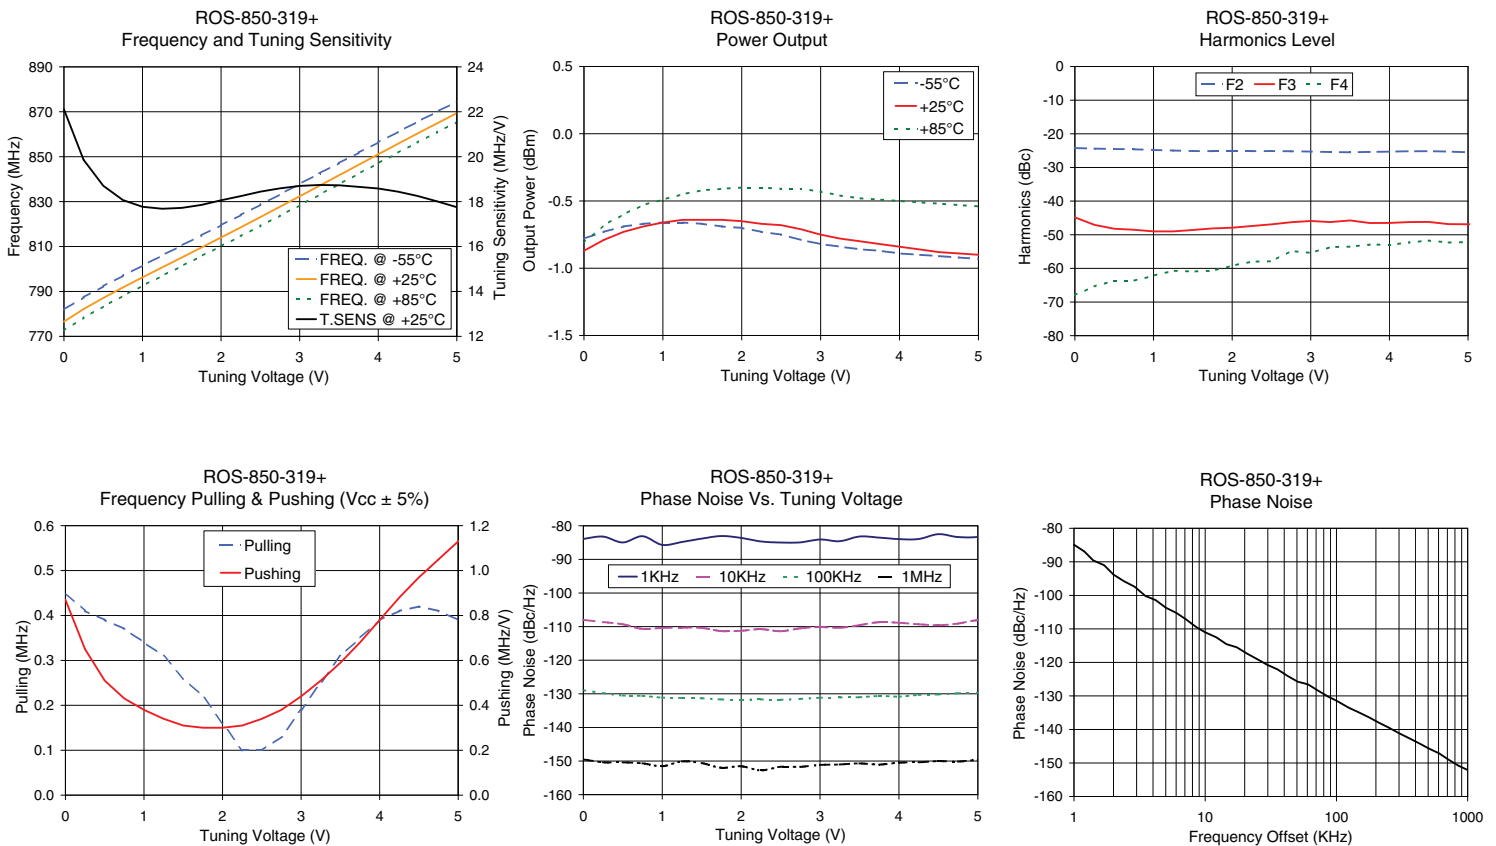 ROS-850-319+
Frequency and Tuning Sensitivity
890
870
850
830
810
790
770
24
22
20
18
16
14
12
0 1 2 3 4 5
Frequency (MHz)
Tuning Sensitivity (MHz/V)
Tuning Voltage (V)
FREQ. @ -55°C
FREQ. @ +25°C
FREQ. @ +85°C
T.SENS @ +25°C
ROS-850-319+
Power Output
0.5
0.0
-0.5
-1.0
-1.5
0 1 2 3 4 5
Output Power (dBm)
Tuning Voltage (V)
-55°C
+25°C
+85°C
ROS-850-319+
Harmonics Level
0
-10
-20
-30
-40
-50
-60
-70
-80
0 1 2 3 4 5
Harmonics (dBc)
Tuning Voltage (V)
F2 F3 F4
ROS-850-319+
Frequency Pulling & Pushing (Vcc ± 5%)
0.6
0.5
0.4
0.3
0.2
0.1
0.0
1.2
1.0
0.8
0.6
0.4
0.2
0.0
0 1 2 3 4 5
Pulling (MHz)
Pushing (MHz/V)
Tuning Voltage (V)
Pulling
Pushing
ROS-850-319+
Phase Noise Vs. Tuning Voltage
-80
-90
-100
-110
-120
-130
-140
-150
-160
0 1 2 3 4 5
Phase Noise (dBc/Hz)
Tuning Voltage (V)
1KHz 10KHz 100KHz 1MHz
ROS-850-319+
Phase Noise
-80
-90
-100
-110
-120
-130
-140
-150
-160
1 10 100 1000
Phase Noise (dBc/Hz)
Frequency Offset (KHz)